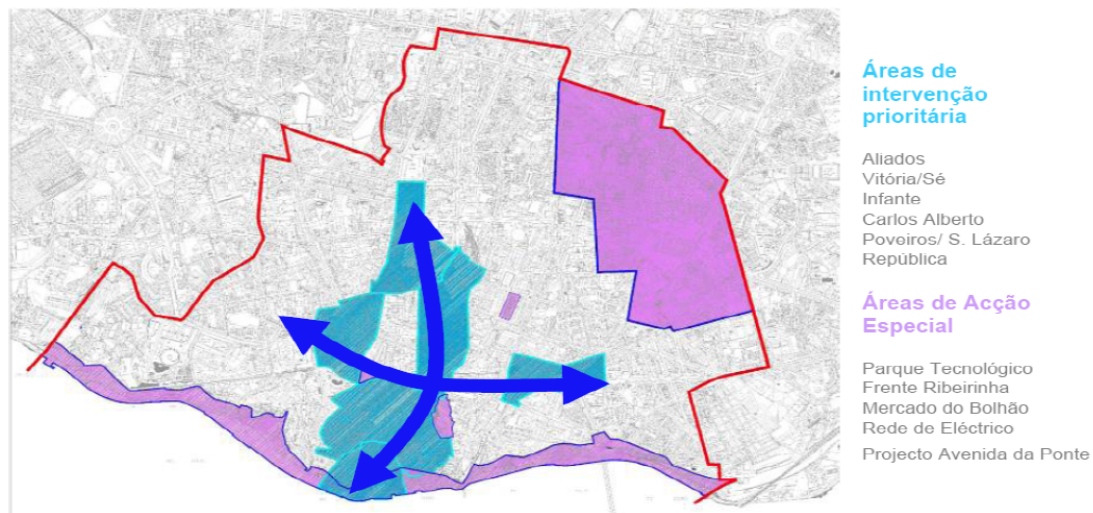 Áreas de
intervenção
prioritária
Aliados
Vitória/Sé
Infante
Carlos Alberto
Poveiros/ S. Lázaro
República
Áreas de Acção
Especial
Parque Tecnológico
Frente Ribeirinha
Mercado do Bolhão
Rede de Eléctrico
Projecto Avenida da Ponte